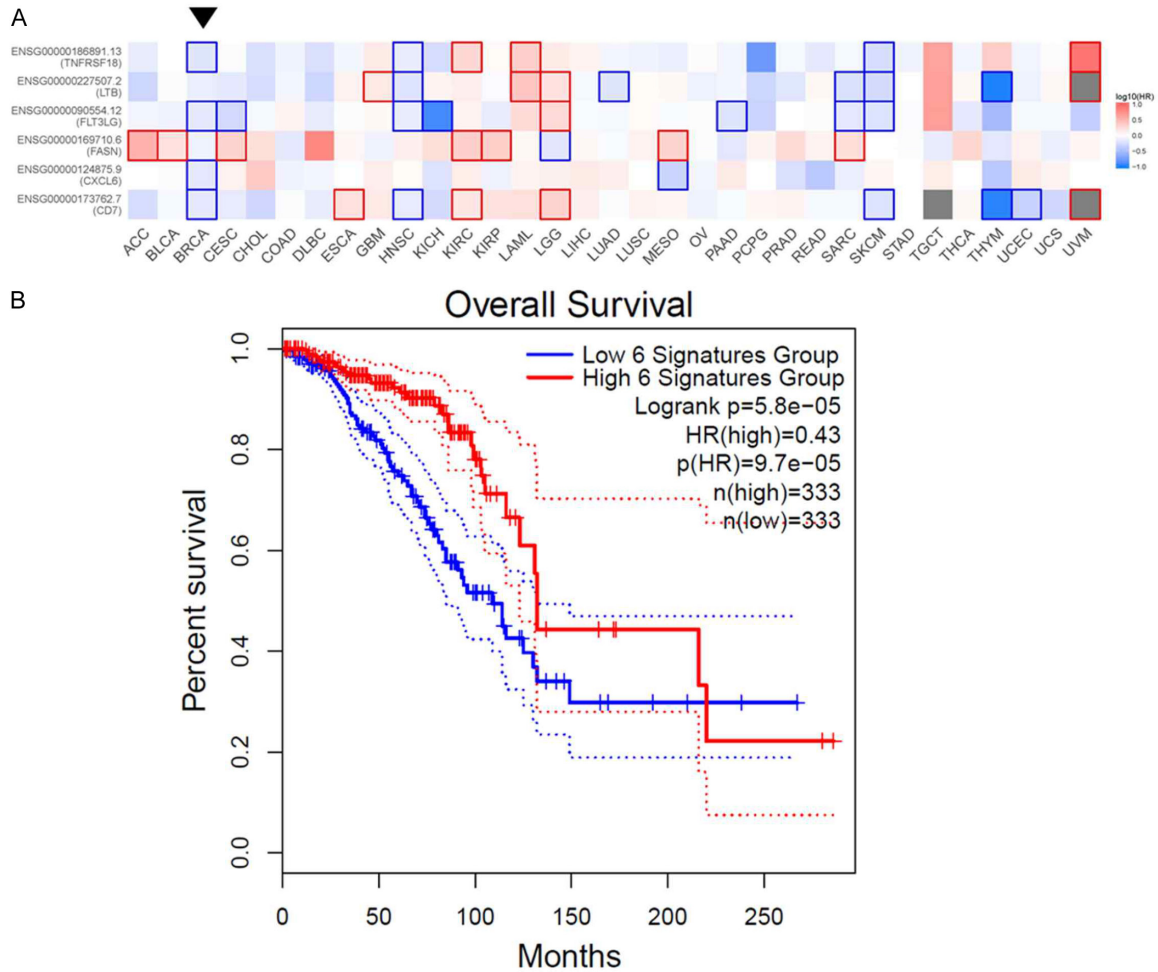 A
ENSG00000186891.13
(TNFRSF18)
ENSG00000227507.2
(LTB)
ENSG00000090554.12
(FLT3LG)
ENSG00000169710.6
(FASN)
ENSG00000124875.9
(CXCL6)
ENSG00000173762.7
(CD7)
log10(HR)
1.0
0.5
0.0
-0.5
-1.0
ACC BLCA BRCA CESC CHOL COAD DLBC ESCA GBM HNSC KICH KIRC KIRP LAML LGG LIHC LUAD LUSC MESO OV PAAD PCPG PRAD READ SARC SKCM STAD TGCT THCA THYM UCEC UCS UVM
B
Overall Survival
Low 6 Signatures Group
High 6 Signatures Group
Logrank p=5.8e−05
HR(high)=0.43
p(HR)=9.7e−05
n(high)=333
n(low)=333
Percent survival
1.0
0.8
0.6
0.4
0.2
0.0
0 50 100 150 200 250
Months